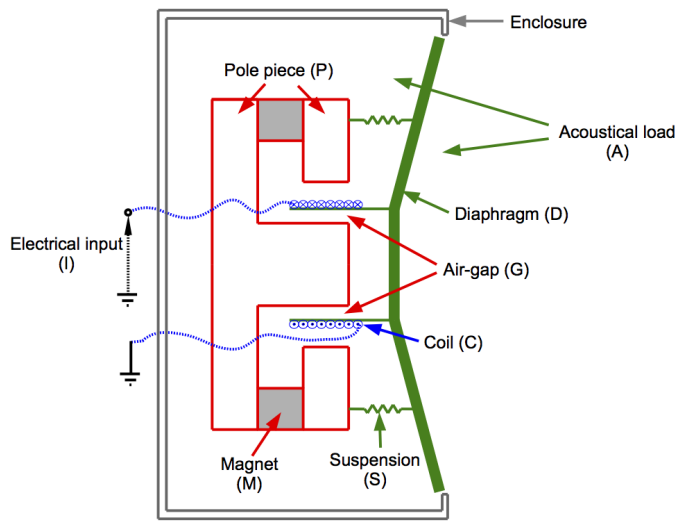 Enclosure
Pole piece (P)
Acoustical load
(A)
Diaphragm (D)
Electrical input
(I)
Air-gap (G)
Coil (C)
Magnet
(M)
Suspension
(S)